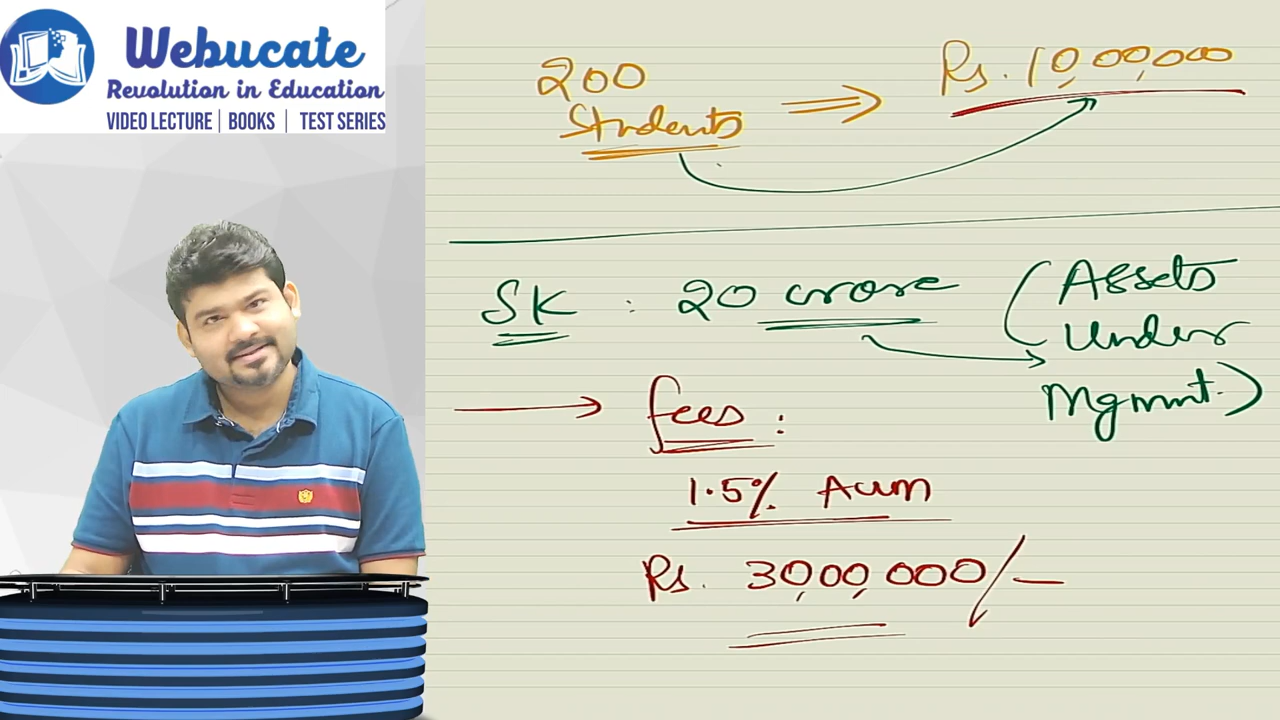 Webucate
Revolution in Education
VIDEO LECTURE | BOOKS | TEST SERIES
200
Students
Rs. 10,00,000
SK : 20 crore
(Assets
Under
Mgmnt.)
fees :
1.5% Aum
Rs. 30,00,000/-